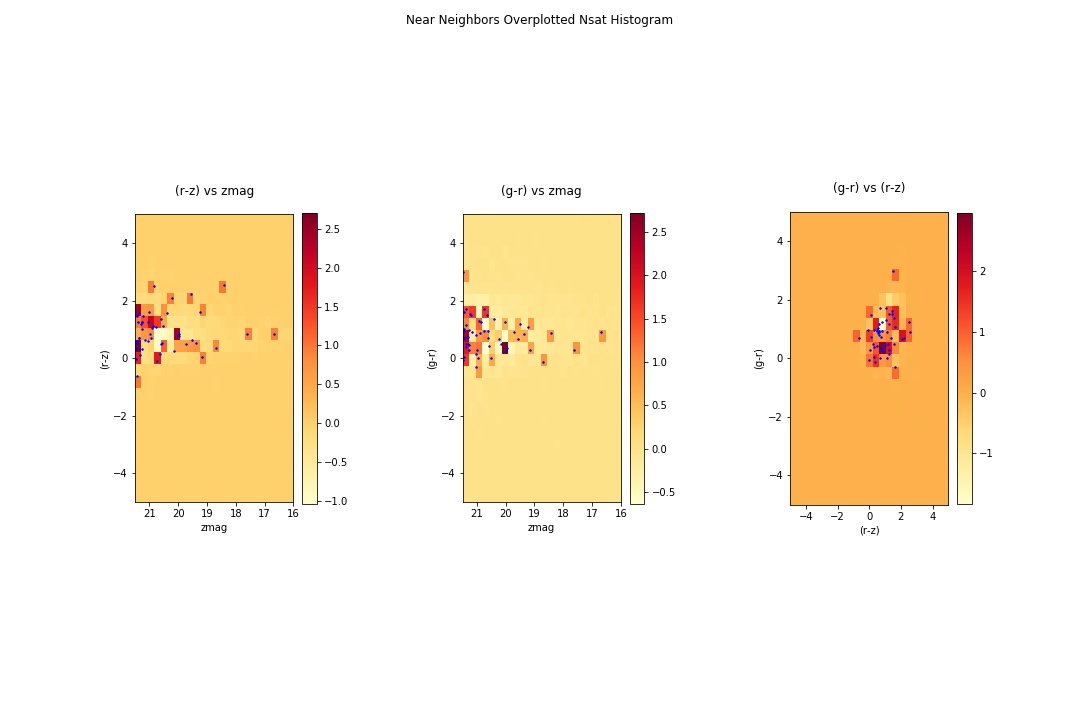 Near Neighbors Overplotted Nsat Histogram
(r-z) vs zmag
4
2
0
−2
−4
(r-z)
21 20 19 18 17 16
zmag
2.5
2.0
1.5
1.0
0.5
0.0
−0.5
−1.0
(g-r) vs zmag
4
2
0
−2
−4
(g-r)
21 20 19 18 17 16
zmag
2.5
2.0
1.5
1.0
0.5
0.0
−0.5
(g-r) vs (r-z)
4
2
0
−2
−4
(g-r)
−4 −2 0 2 4
(r-z)
2
1
0
−1